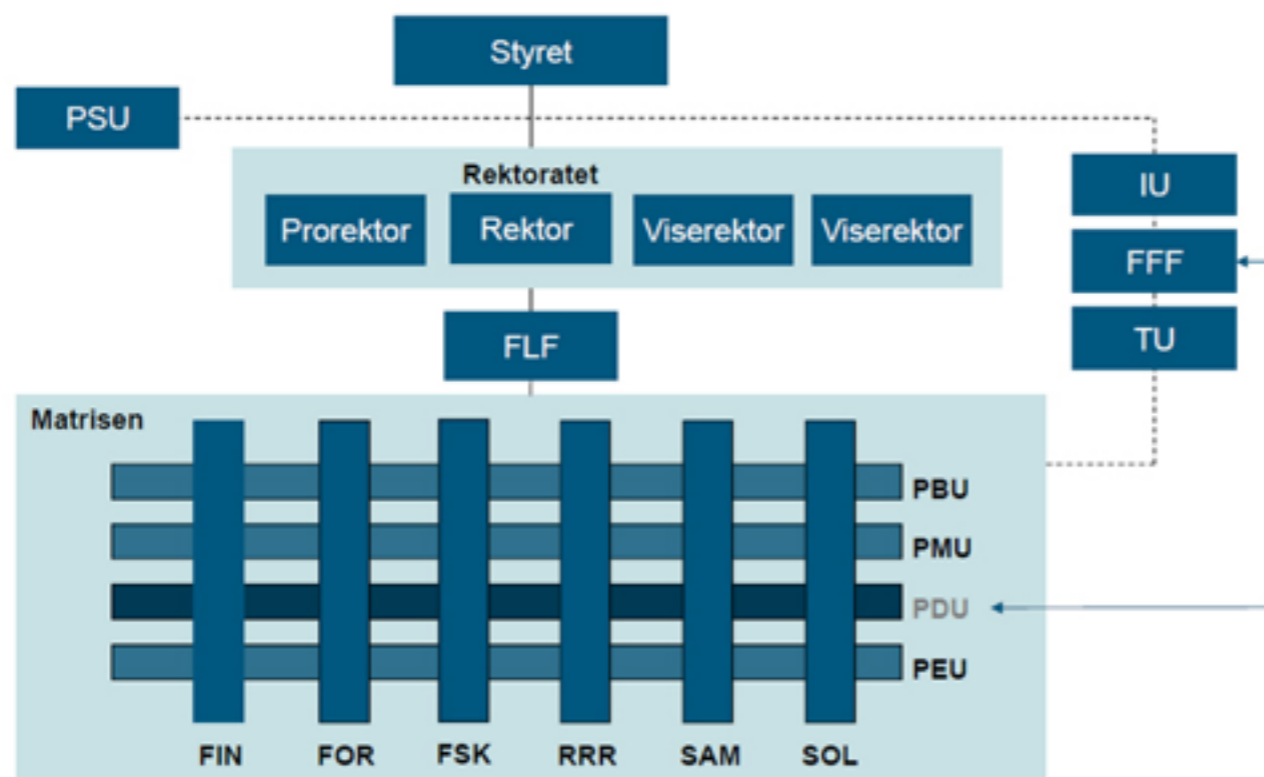 Styret
PSU
Rektoratet
Prorektor
Rektor
Viserektor
Viserektor
IU
FFF
TU
FLF
Matrisen
PBU
PMU
PDU
PEU
FIN
FOR
FSK
RRR
SAM
SOL